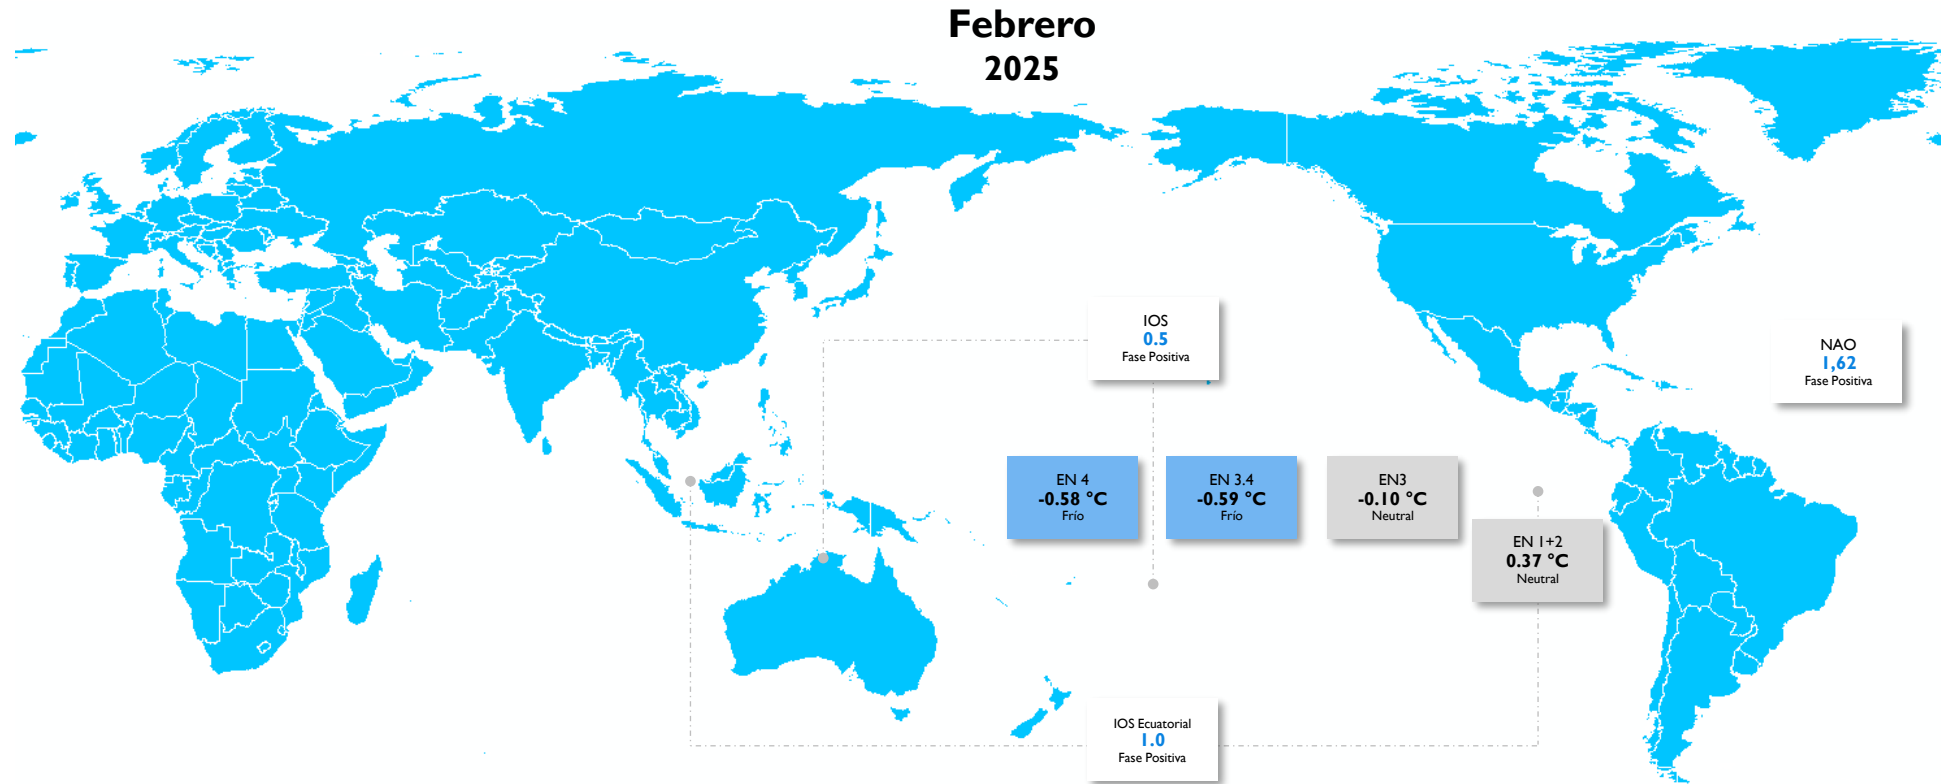 Febrero
2025
IOS
0.5
Fase Positiva
NAO
1,62
Fase Positiva
EN 4
-0.58 °C
Frío
EN 3.4
-0.59 °C
Frío
EN3
-0.10 °C
Neutral
EN 1+2
0.37 °C
Neutral
IOS Ecuatorial
1.0
Fase Positiva